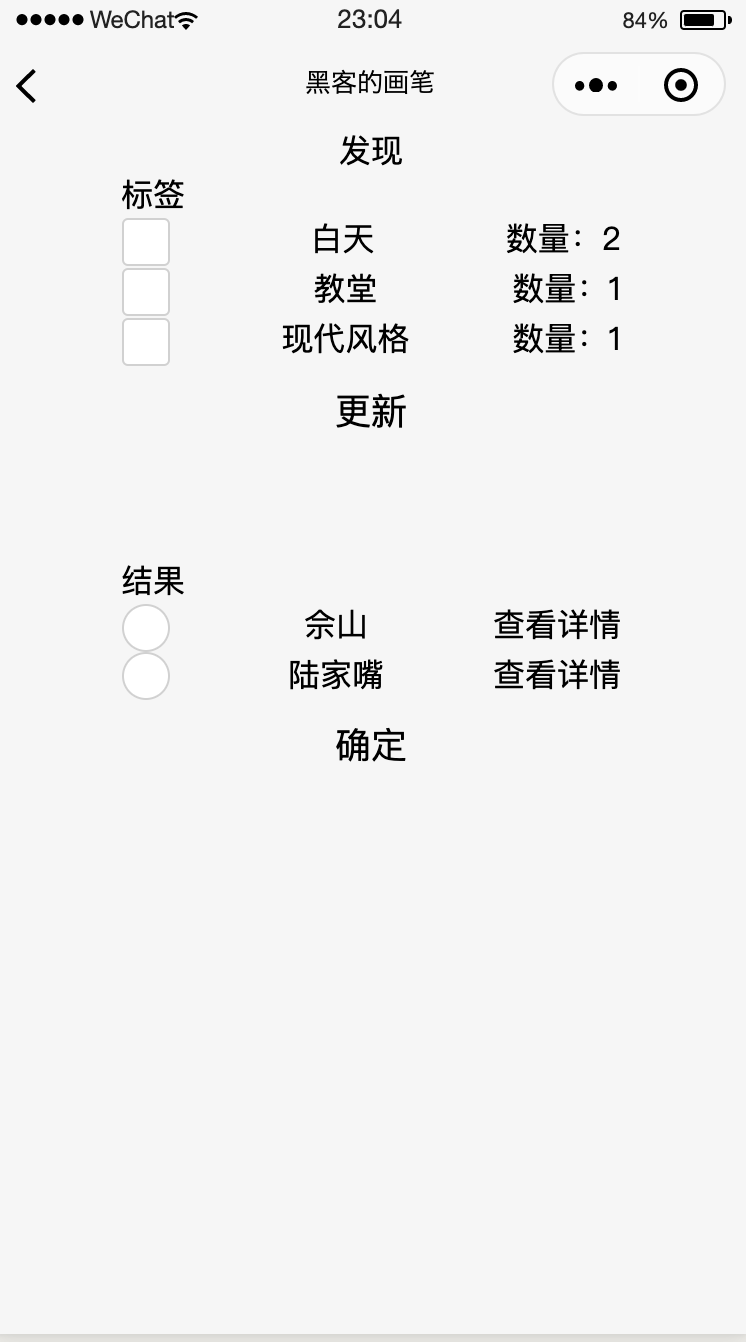 WeChat 23:04 84%
黑客的画笔
发现
标签
白天 数量：2
教堂 数量：1
现代风格 数量：1
更新
结果
佘山 查看详情
陆家嘴 查看详情
确定